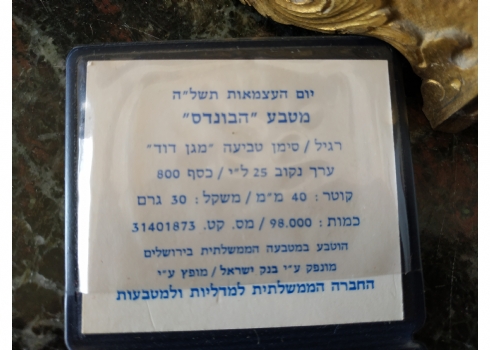 יום העצמאות תשל"ה
מטבע "הבונדס"
רגיל / סימן טביעה "מגן דוד"
ערך נקוב 25 ל"י / כסף 800
קוטר : 40 מ"מ / משקל : 30 גרם
כמות : 98.000 / מס. קט. 31401873
הוטבע במטבעה הממשלתית בירושלים
מונפק ע"י בנק ישראל / מופץ ע"י
החברה הממשלתית למדליות ולמטבעות